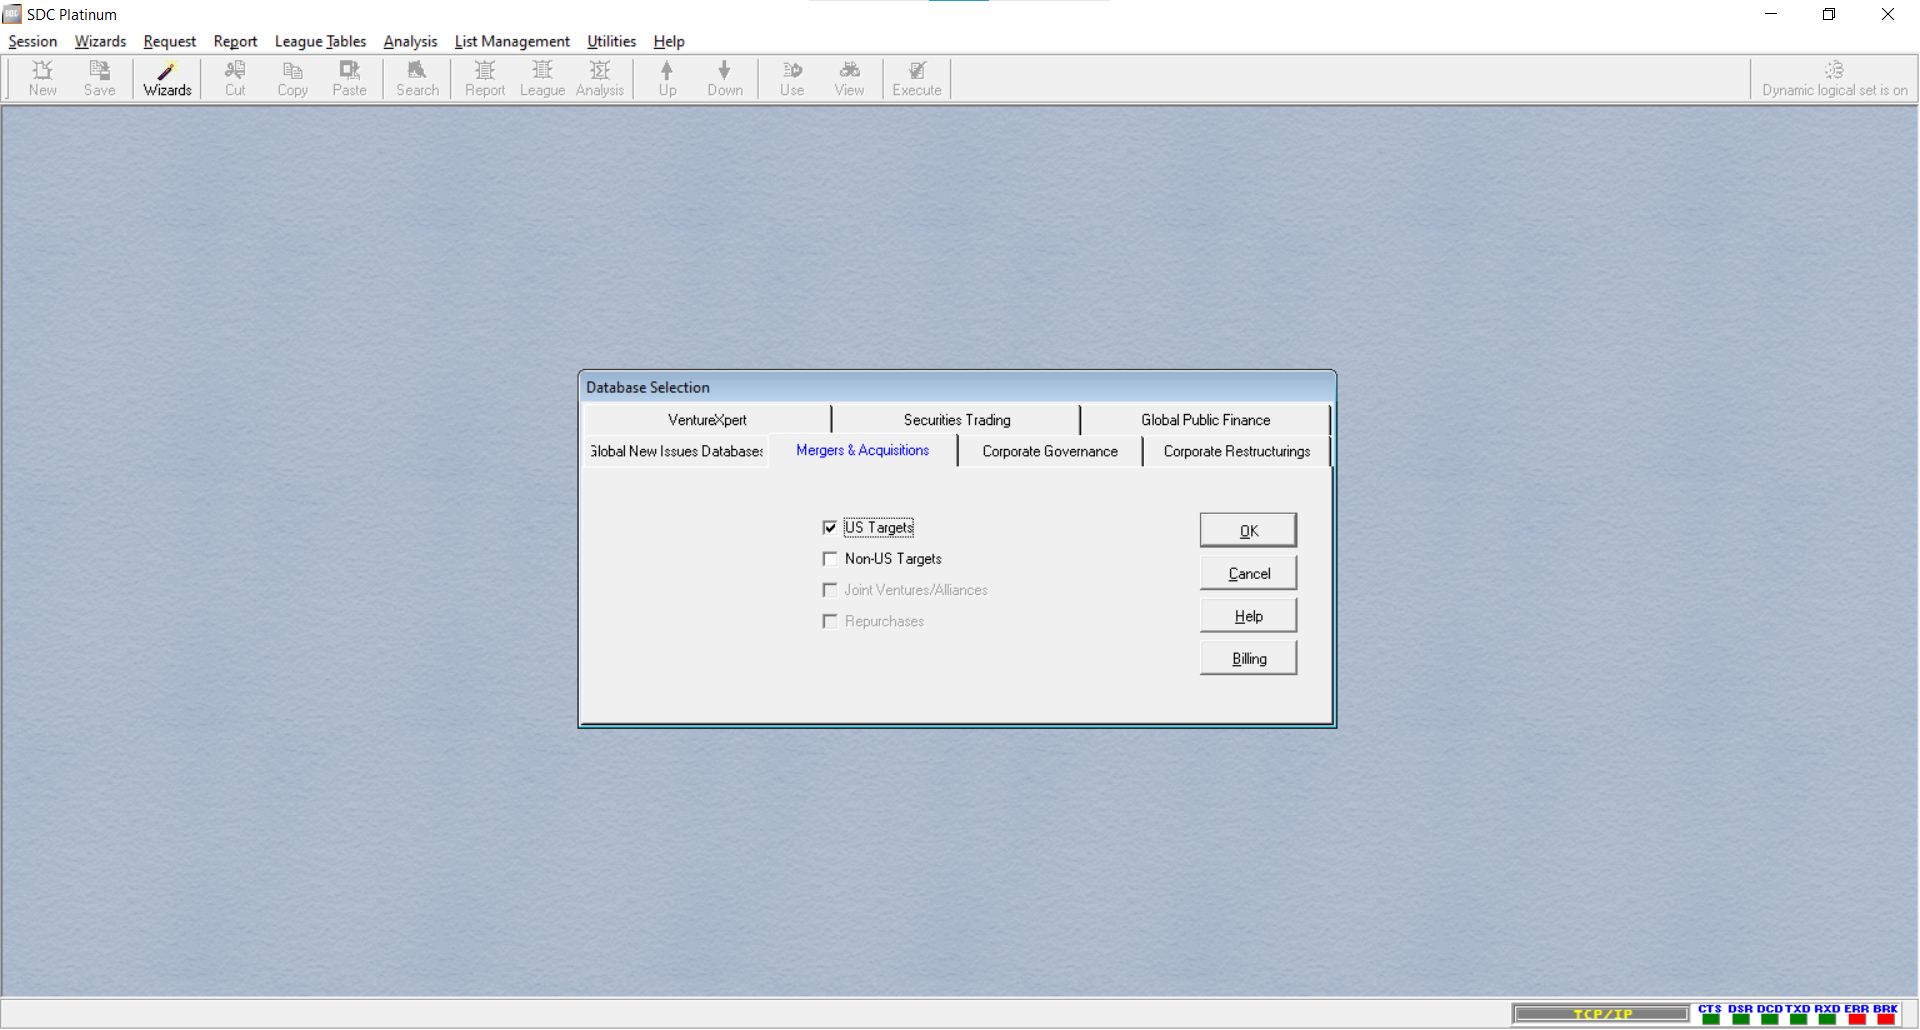 SDC Platinum
Session Wizards Request Report League Tables Analysis List Management Utilities Help
New Save Wizards Cut Copy Paste Search Report League Analysis Up Down Use View Execute Dynamic logical set is on
Database Selection
VentureXpert Securities Trading Global Public Finance
Global New Issues Databases Mergers & Acquisitions Corporate Governance Corporate Restructurings
US Targets
Non-US Targets
Joint Ventures/Alliances
Repurchases
OK
Cancel
Help
Billing
TCP/IP CTS DSR DCD TXD RXD ERR BRK